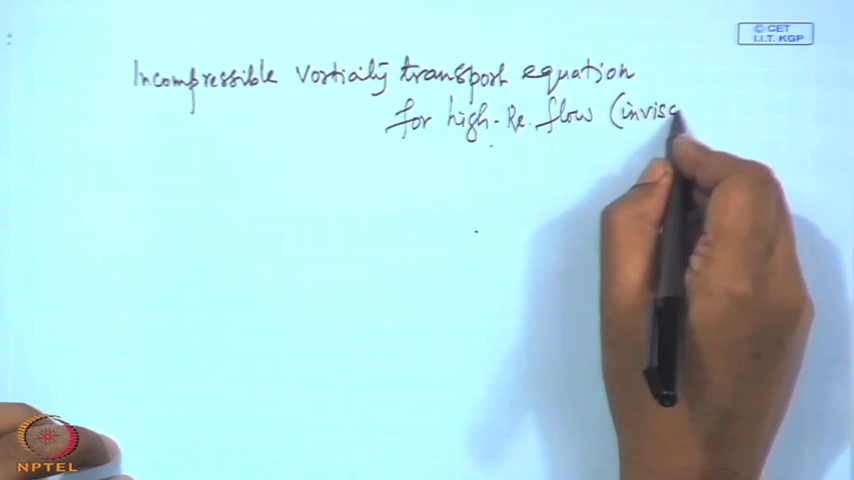 © CET
I.I.T. KGP
Incompressible vorticity transport equation
for high-Re. flow (invisc
NPTEL